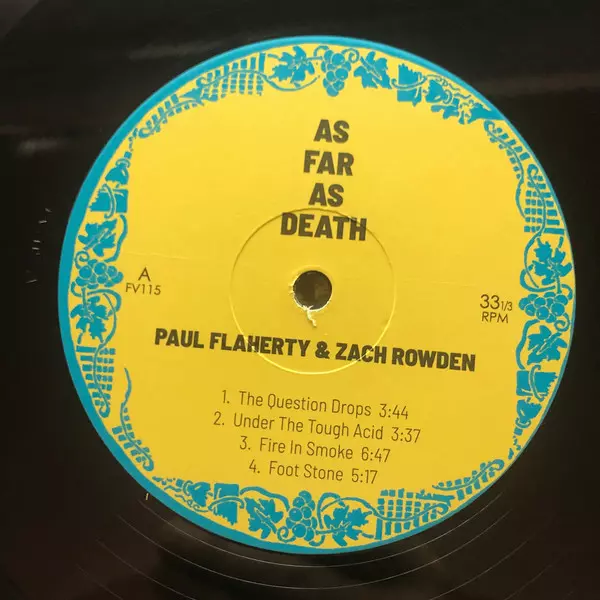 AS
FAR
AS
DEATH
A
FV115
33 1/3
RPM
PAUL FLAHERTY & ZACH ROWDEN
1. The Question Drops 3:44
2. Under The Tough Acid 3:37
3. Fire In Smoke 6:47
4. Foot Stone 5:17